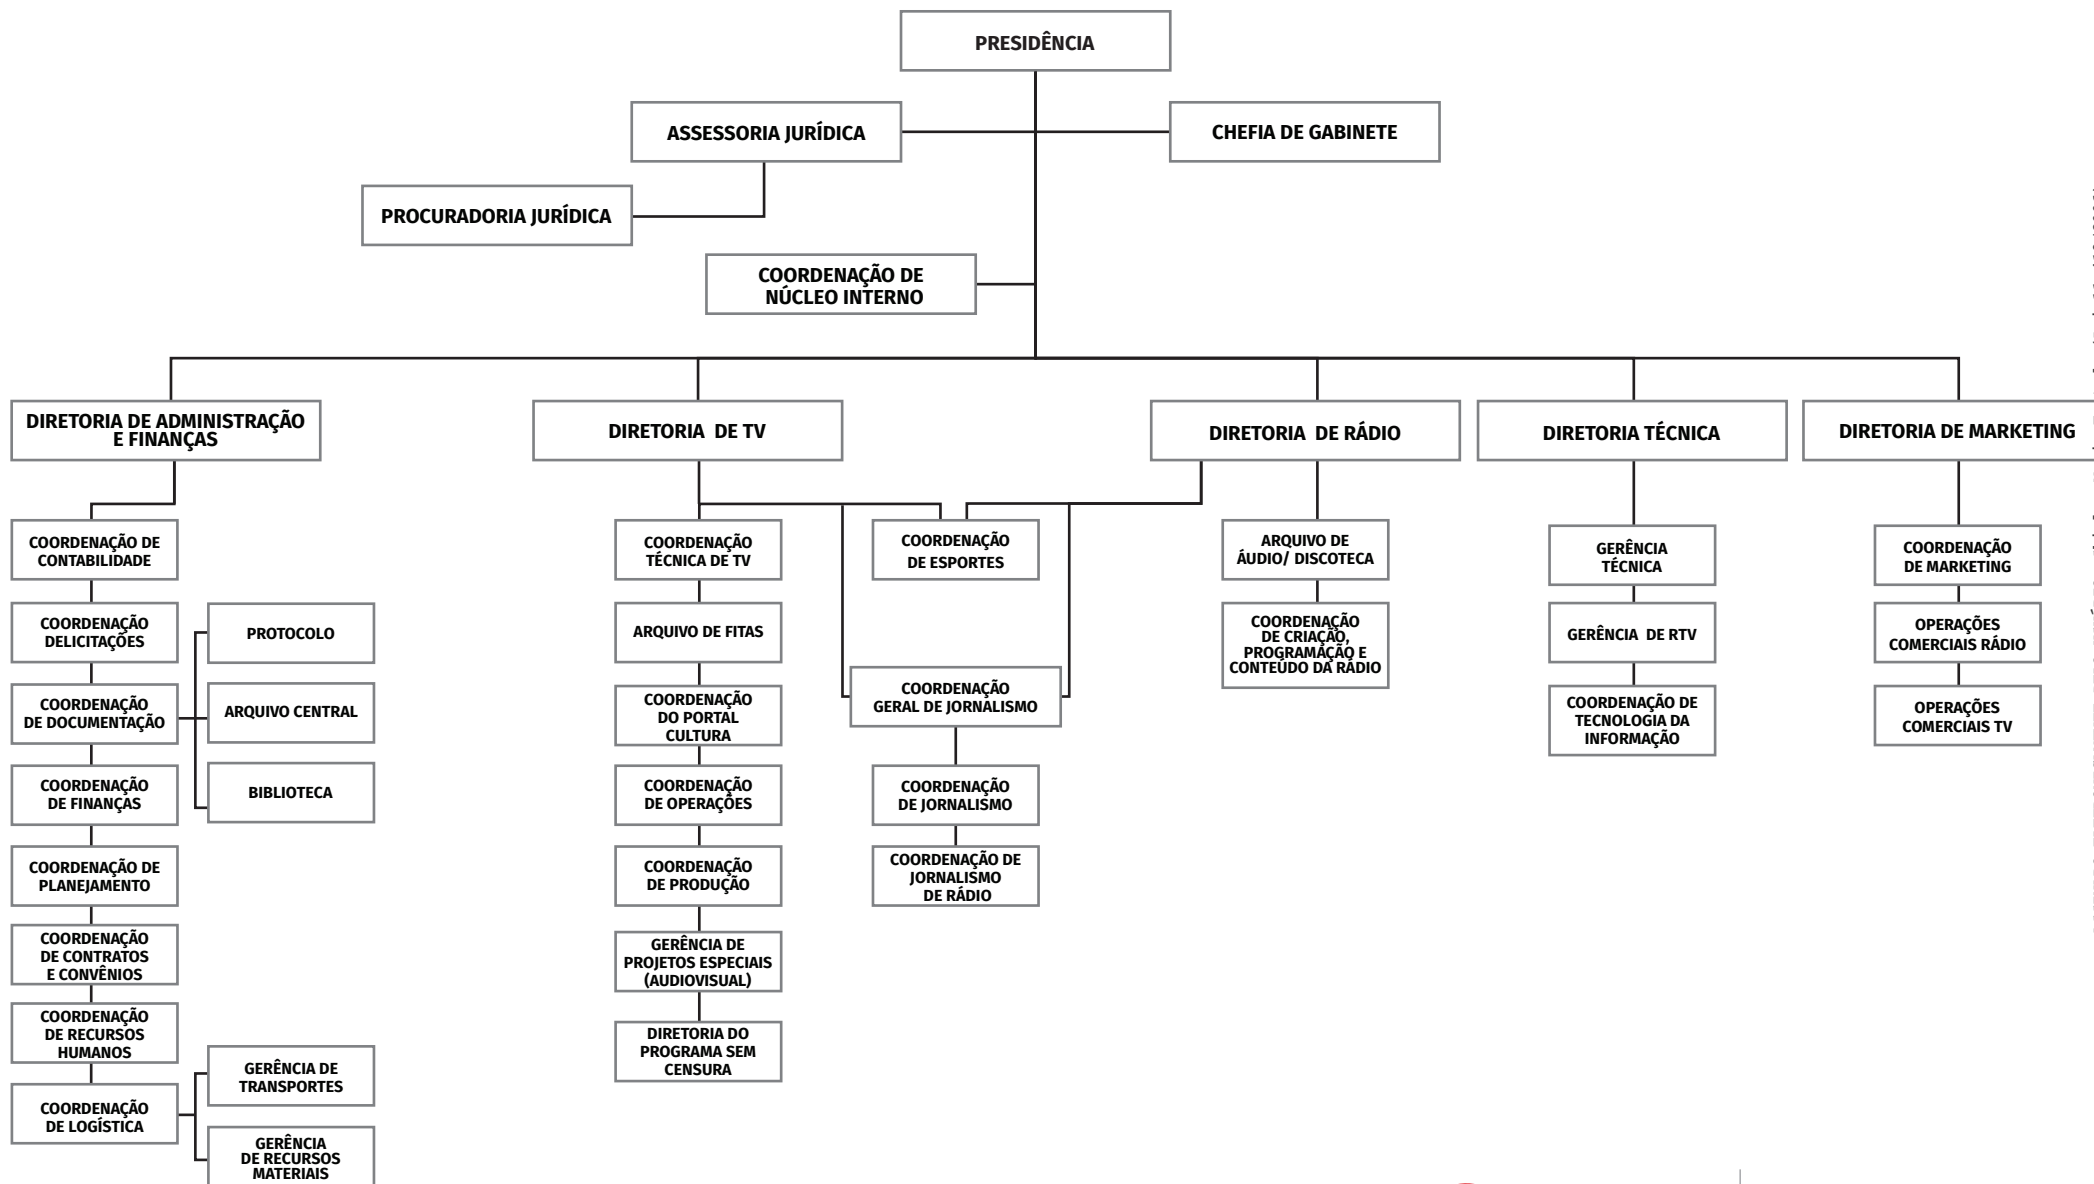 PRESIDÊNCIA
ASSESSORIA JURÍDICA
CHEFIA DE GABINETE
PROCURADORIA JURÍDICA
COORDENAÇÃO DE
NÚCLEO INTERNO
DIRETORIA DE ADMINISTRAÇÃO
E FINANÇAS
DIRETORIA DE TV
DIRETORIA DE RÁDIO
DIRETORIA TÉCNICA
DIRETORIA DE MARKETING
COORDENAÇÃO DE
CONTABILIDADE
COORDENAÇÃO
DELICITAÇÕES
COORDENAÇÃO
DE DOCUMENTAÇÃO
PROTOCOLO
ARQUIVO CENTRAL
BIBLIOTECA
COORDENAÇÃO
DE FINANÇAS
COORDENAÇÃO DE
PLANEJAMENTO
COORDENAÇÃO
DE CONTRATOS
E CONVÊNIOS
COORDENAÇÃO
DE RECURSOS
HUMANOS
COORDENAÇÃO
DE LOGÍSTICA
GERÊNCIA DE
TRANSPORTES
GERÊNCIA
DE RECURSOS
MATERIAIS
COORDENAÇÃO
TÉCNICA DE TV
ARQUIVO DE FITAS
COORDENAÇÃO
DO PORTAL
CULTURA
COORDENAÇÃO
DE OPERAÇÕES
COORDENAÇÃO
DE PRODUÇÃO
GERÊNCIA DE
PROJETOS ESPECIAIS
(AUDIOVISUAL)
DIRETORIA DO
PROGRAMA SEM
CENSURA
COORDENAÇÃO
DE ESPORTES
COORDENAÇÃO
GERAL DE JORNALISMO
COORDENAÇÃO
DE JORNALISMO
COORDENAÇÃO DE
JORNALISMO
DE RÁDIO
ARQUIVO DE
ÁUDIO/ DISCOTECA
COORDENAÇÃO
DE CRIAÇÃO,
PROGRAMAÇÃO E
CONTEÚDO DA RÁDIO
GERÊNCIA
TÉCNICA
GERÊNCIA DE RTV
COORDENAÇÃO DE
TECNOLOGIA DA
INFORMAÇÃO
COORDENAÇÃO
DE MARKETING
OPERAÇÕES
COMERCIAIS RÁDIO
OPERAÇÕES
COMERCIAIS TV